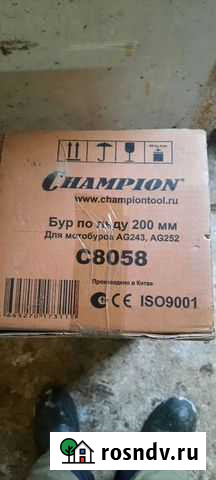 CHAMPION
www.championtool.ru
Бур по льду 200 мм
Для мотобуров AG243, AG252
C8058
Произведено в Китае
CE ISO9001
rosndv.ru